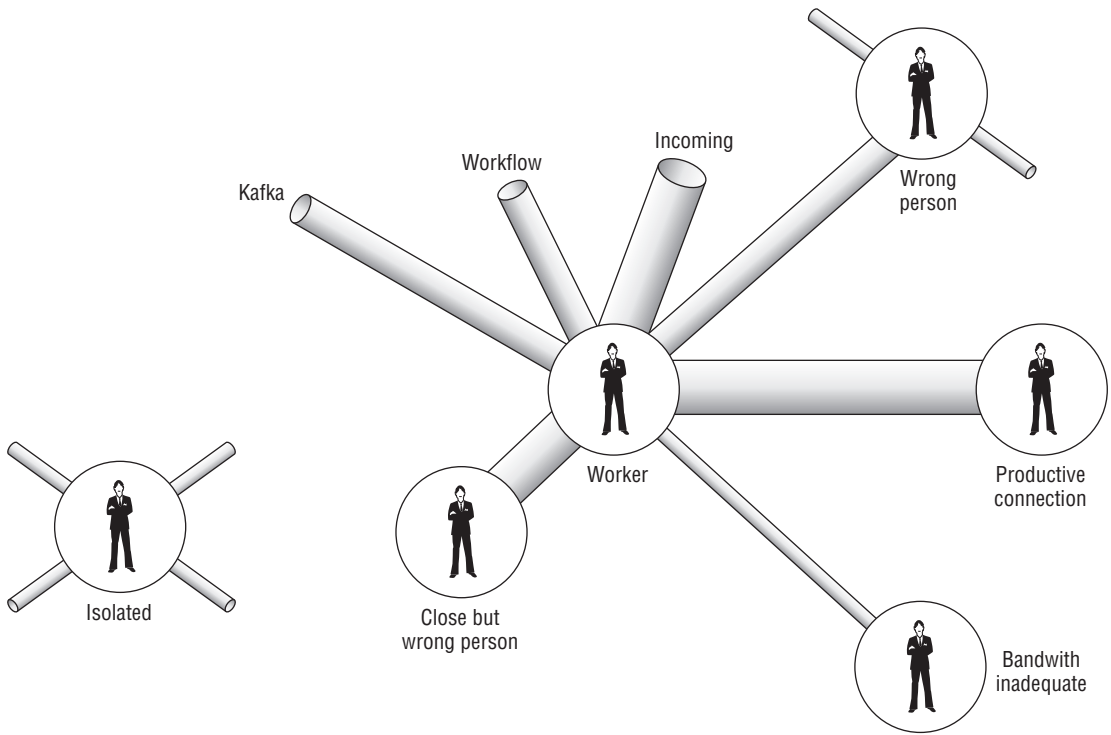 Incoming
Workflow
Kafka
Wrong
person
Worker
Productive
connection
Isolated
Close but
wrong person
Bandwith
inadequate